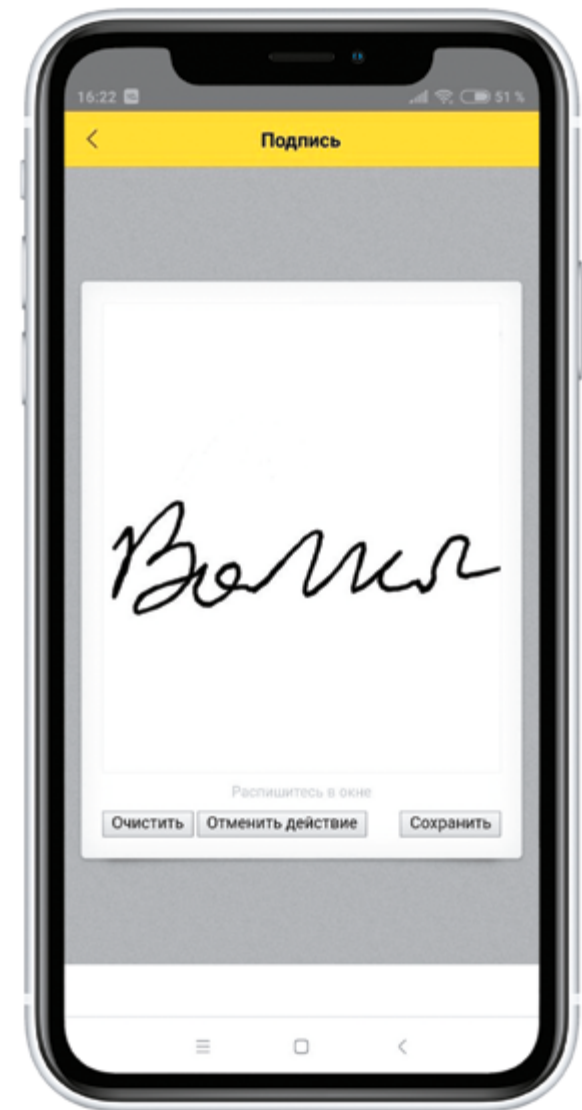 16:22 51 %
Подпись
Распишитесь в окне
Очистить Отменить действие Сохранить